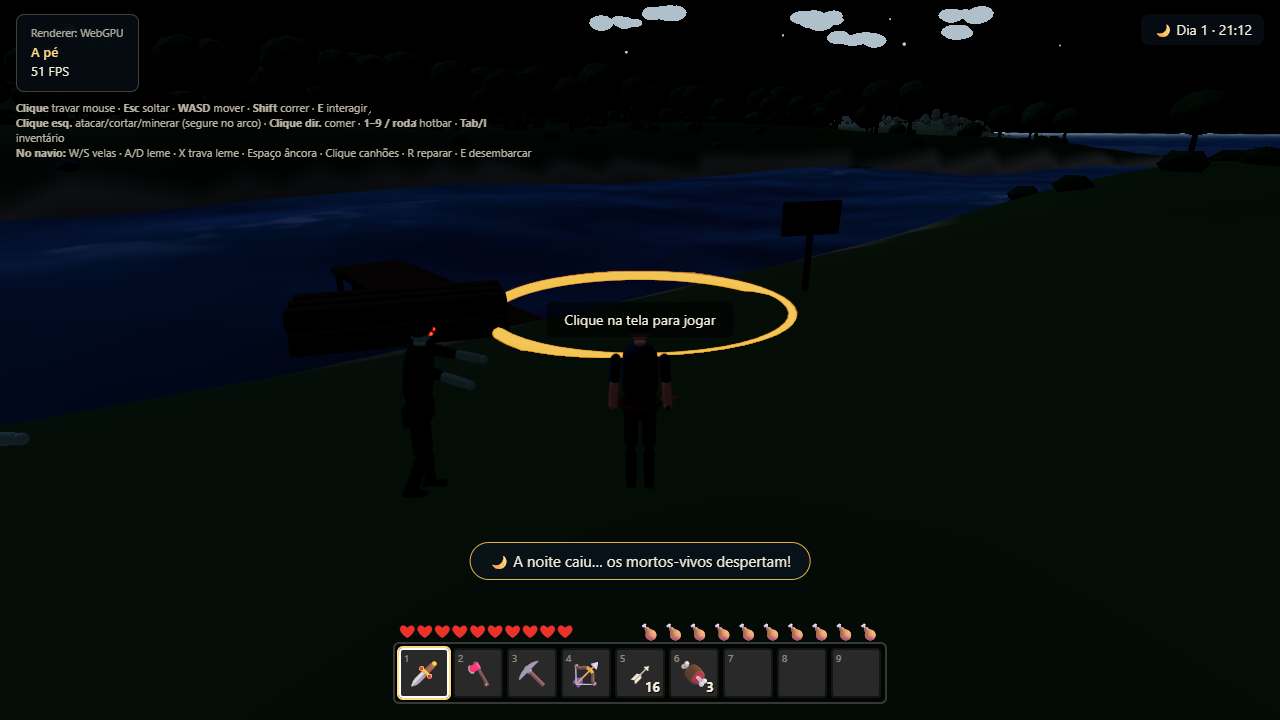 Renderer: WebGPU
A pé
51 FPS
🌙 Dia 1 · 21:12
Clique travar mouse · Esc soltar · WASD mover · Shift correr · E interagir
Clique esq. atacar/cortar/minerar (segure no arco) · Clique dir. comer · 1–9 / roda hotbar · Tab/I
inventário
No navio: W/S velas · A/D leme · X trava leme · Espaço âncora · Clique canhões · R reparar · E desembarcar
Clique na tela para jogar
🌙 A noite caiu... os mortos-vivos despertam!
1 2 3 4 5 6 7 8 9
16 3